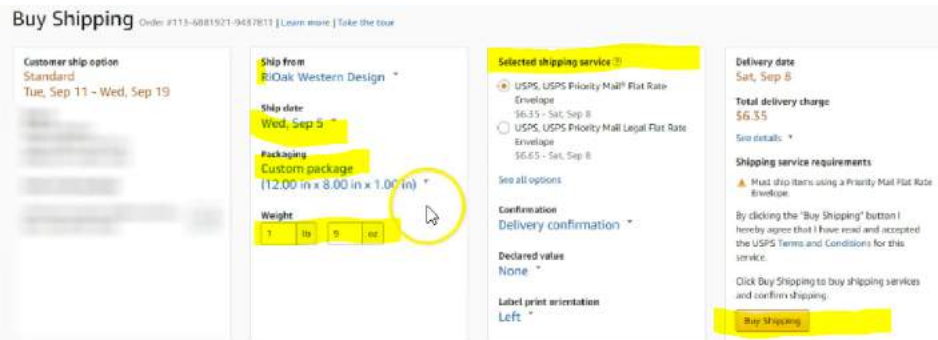 Buy Shipping Order #113-6881921-9487811 | Learn more | Take the tour
Customer ship option
Standard
Tue, Sep 11 - Wed, Sep 19
Ship from
RiOak Western Design
Ship date
Wed, Sep 5
Packaging
Custom package
(12.00 in x 8.00 in x 1.00 in)
Weight
1 lb 9 oz
Selected shipping service ?
USPS, USPS Priority Mail® Flat Rate
Envelope
$6.35 - Sat, Sep 8
USPS, USPS Priority Mail Legal Flat Rate
Envelope
$6.65 - Sat, Sep 8
See all options
Confirmation
Delivery confirmation
Declared value
None
Label print orientation
Left
Delivery date
Sat, Sep 8
Total delivery charge
$6.35
See details
Shipping service requirements
Must ship items using a Priority Mail Flat Rate
Envelope.
By clicking the "Buy Shipping" button I
hereby agree that I have read and accepted
the USPS Terms and Conditions for this
service.
Click Buy Shipping to buy shipping services
and confirm shipping.
Buy Shipping